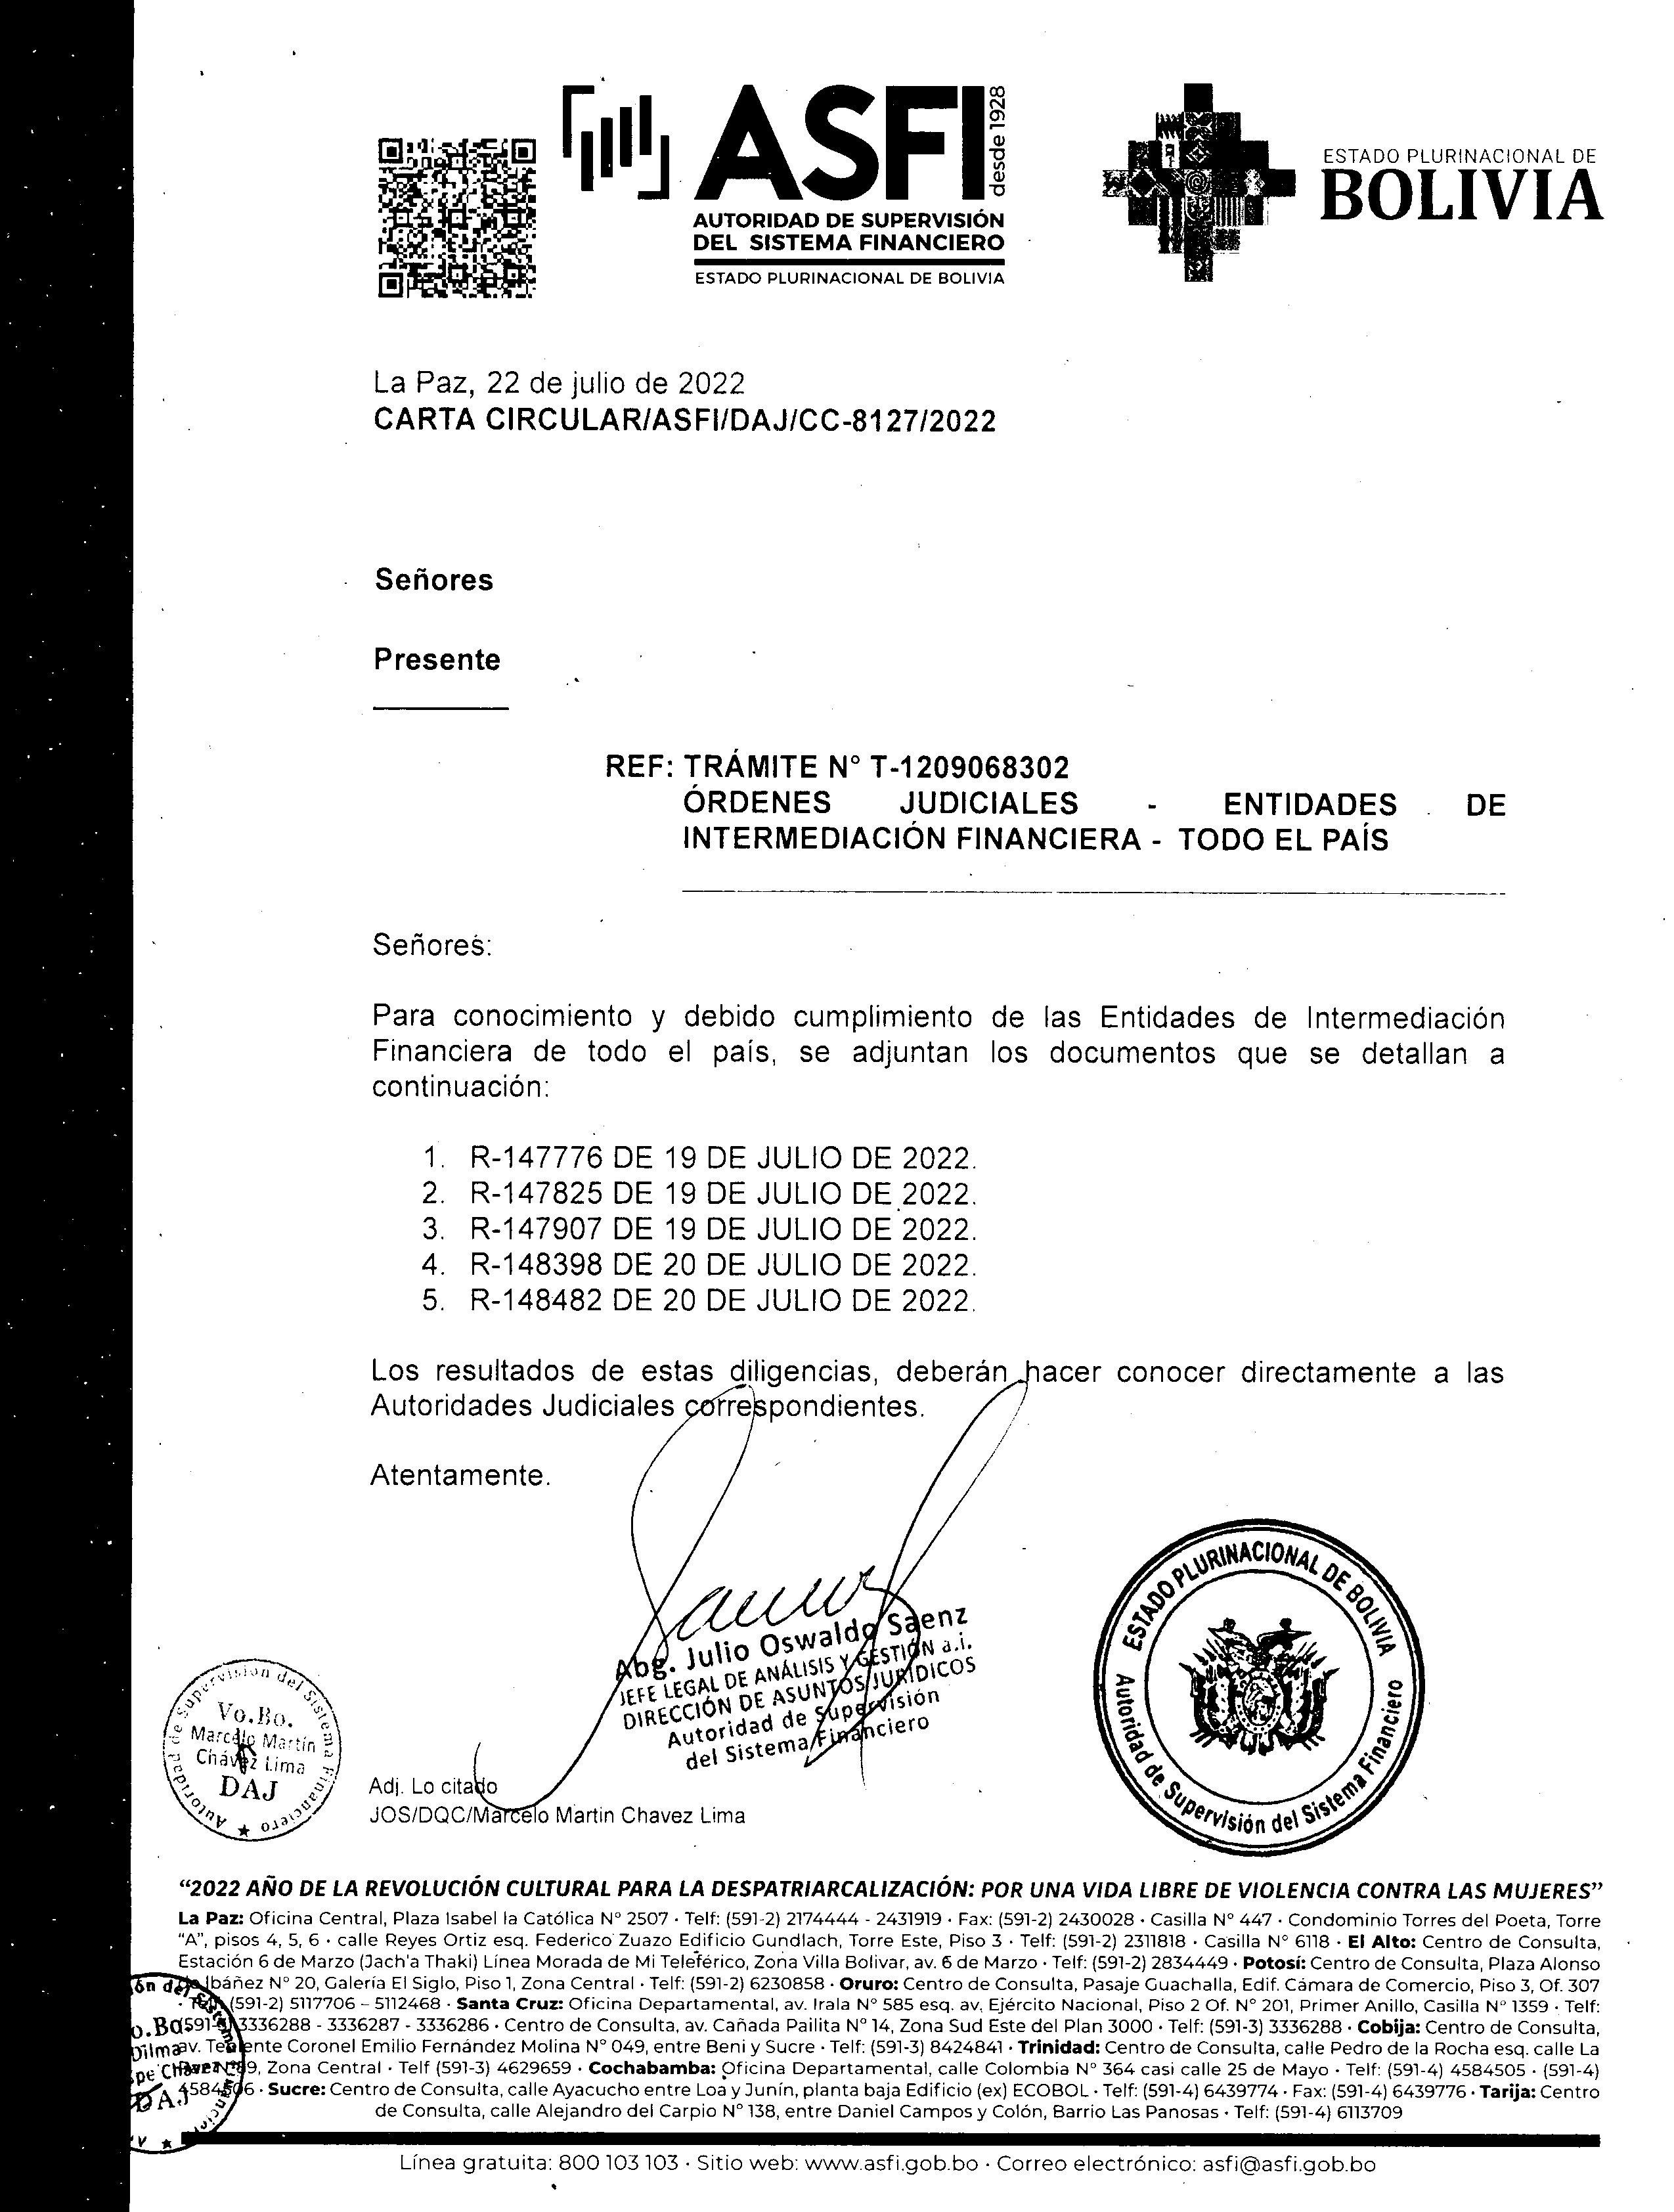 ASFI
desde 1928
AUTORIDAD DE SUPERVISIÓN
DEL SISTEMA FINANCIERO
ESTADO PLURINACIONAL DE BOLIVIA
ESTADO PLURINACIONAL DE
BOLIVIA
La Paz, 22 de julio de 2022
CARTA CIRCULAR/ASFI/DAJ/CC-8127/2022
Señores
Presente
REF: TRÁMITE N° T-1209068302
ÓRDENES JUDICIALES - ENTIDADES DE
INTERMEDIACIÓN FINANCIERA - TODO EL PAÍS
Señores:
Para conocimiento y debido cumplimiento de las Entidades de Intermediación
Financiera de todo el país, se adjuntan los documentos que se detallan a
continuación:
1. R-147776 DE 19 DE JULIO DE 2022.
2. R-147825 DE 19 DE JULIO DE 2022.
3. R-147907 DE 19 DE JULIO DE 2022.
4. R-148398 DE 20 DE JULIO DE 2022.
5. R-148482 DE 20 DE JULIO DE 2022.
Los resultados de estas diligencias, deberán hacer conocer directamente a las
Autoridades Judiciales correspondientes.
Atentamente.
Abg. Julio Oswaldo Saenz
JEFE LEGAL DE ANÁLISIS Y GESTIÓN a.i.
DIRECCIÓN DE ASUNTOS JURÍDICOS
Autoridad de Supervisión
del Sistema Financiero
ESTADO PLURINACIONAL DE BOLIVIA
Autoridad de Supervisión del Sistema Financiero
Autoridad de Supervisión del Sistema Financiero
Vo.Bo.
Marcelo Martín
Chávez Lima
DAJ
Adj. Lo citado
JOS/DQC/Marcelo Martin Chavez Lima
“2022 AÑO DE LA REVOLUCIÓN CULTURAL PARA LA DESPATRIARCALIZACIÓN: POR UNA VIDA LIBRE DE VIOLENCIA CONTRA LAS MUJERES”
La Paz: Oficina Central, Plaza Isabel la Católica N° 2507 · Telf: (591-2) 2174444 - 2431919 · Fax: (591-2) 2430028 · Casilla N° 447 · Condominio Torres del Poeta, Torre
“A”, pisos 4, 5, 6 · calle Reyes Ortiz esq. Federico Zuazo Edificio Gundlach, Torre Este, Piso 3 · Telf: (591-2) 2311818 · Casilla N° 6118 · El Alto: Centro de Consulta,
Estación 6 de Marzo (Jach'a Thaki) Línea Morada de Mi Teleférico, Zona Villa Bolivar, av. 6 de Marzo · Telf: (591-2) 2834449 · Potosí: Centro de Consulta, Plaza Alonso
de Ibáñez N° 20, Galería El Siglo, Piso 1, Zona Central · Telf: (591-2) 6230858 · Oruro: Centro de Consulta, Pasaje Guachalla, Edif. Cámara de Comercio, Piso 3, Of. 307
· Telf: (591-2) 5117706 – 5112468 · Santa Cruz: Oficina Departamental, av. Irala N° 585 esq. av, Ejército Nacional, Piso 2 Of. N° 201, Primer Anillo, Casilla N° 1359 · Telf:
(591-3) 3336288 - 3336287 - 3336286 · Centro de Consulta, av. Cañada Pailita N° 14, Zona Sud Este del Plan 3000 · Telf: (591-3) 3336288 · Cobija: Centro de Consulta,
av. Teniente Coronel Emilio Fernández Molina N° 049, entre Beni y Sucre · Telf: (591-3) 8424841 · Trinidad: Centro de Consulta, calle Pedro de la Rocha esq. calle La
Paz N° 89, Zona Central · Telf (591-3) 4629659 · Cochabamba: Oficina Departamental, calle Colombia N° 364 casi calle 25 de Mayo · Telf: (591-4) 4584505 · (591-4)
4584506 · Sucre: Centro de Consulta, calle Ayacucho entre Loa y Junín, planta baja Edificio (ex) ECOBOL · Telf: (591-4) 6439774 · Fax: (591-4) 6439776 · Tarija: Centro
de Consulta, calle Alejandro del Carpio N° 138, entre Daniel Campos y Colón, Barrio Las Panosas · Telf: (591-4) 6113709
Línea gratuita: 800 103 103 · Sitio web: www.asfi.gob.bo · Correo electrónico: asfi@asfi.gob.bo